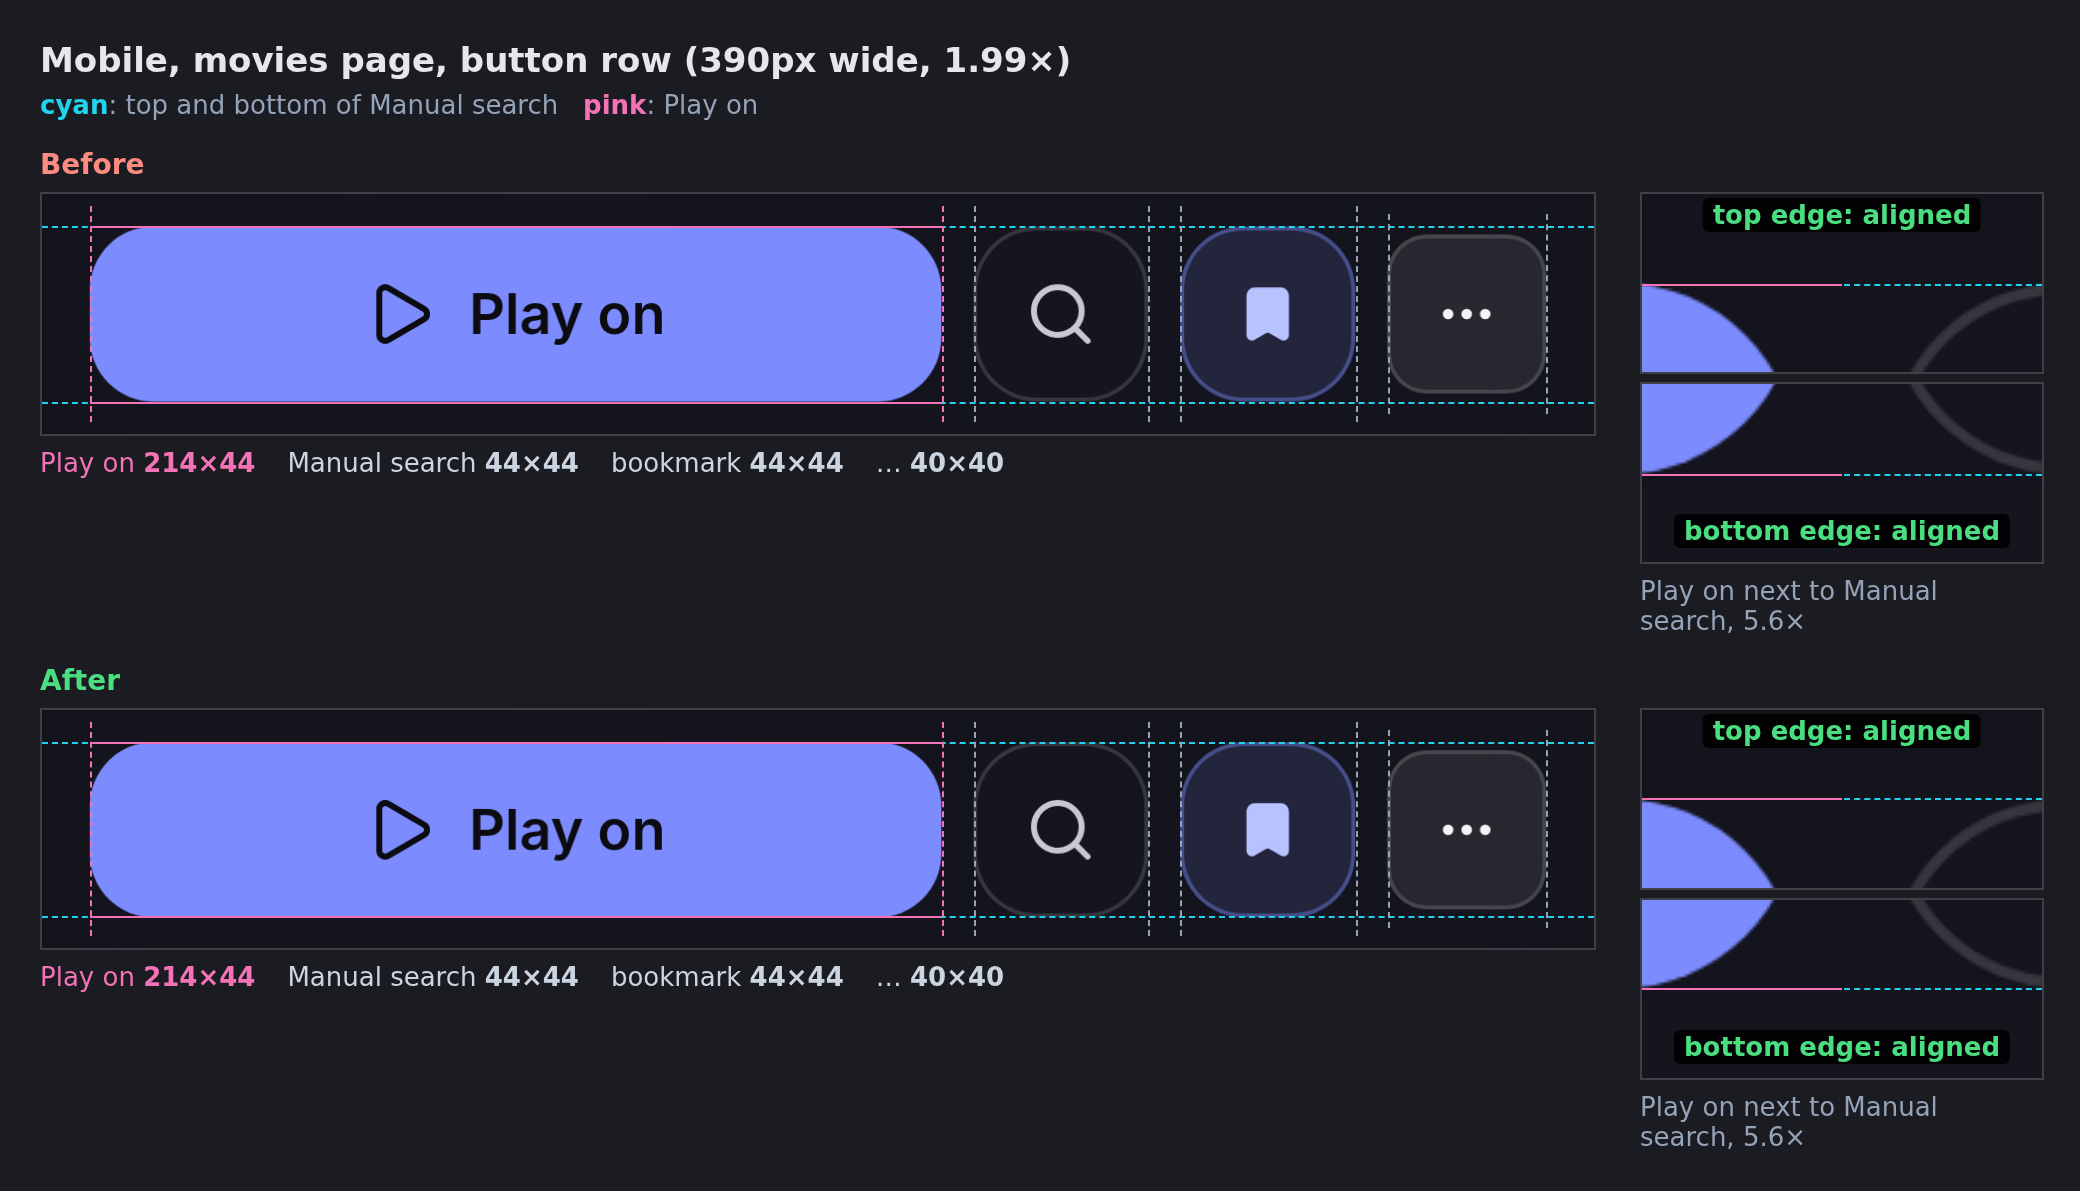 Mobile, movies page, button row (390px wide, 1.99×)
cyan: top and bottom of Manual search pink: Play on
Before
Play on
top edge: aligned
bottom edge: aligned
Play on 214×44 Manual search 44×44 bookmark 44×44 … 40×40
Play on next to Manual
search, 5.6×
After
Play on
top edge: aligned
bottom edge: aligned
Play on 214×44 Manual search 44×44 bookmark 44×44 … 40×40
Play on next to Manual
search, 5.6×